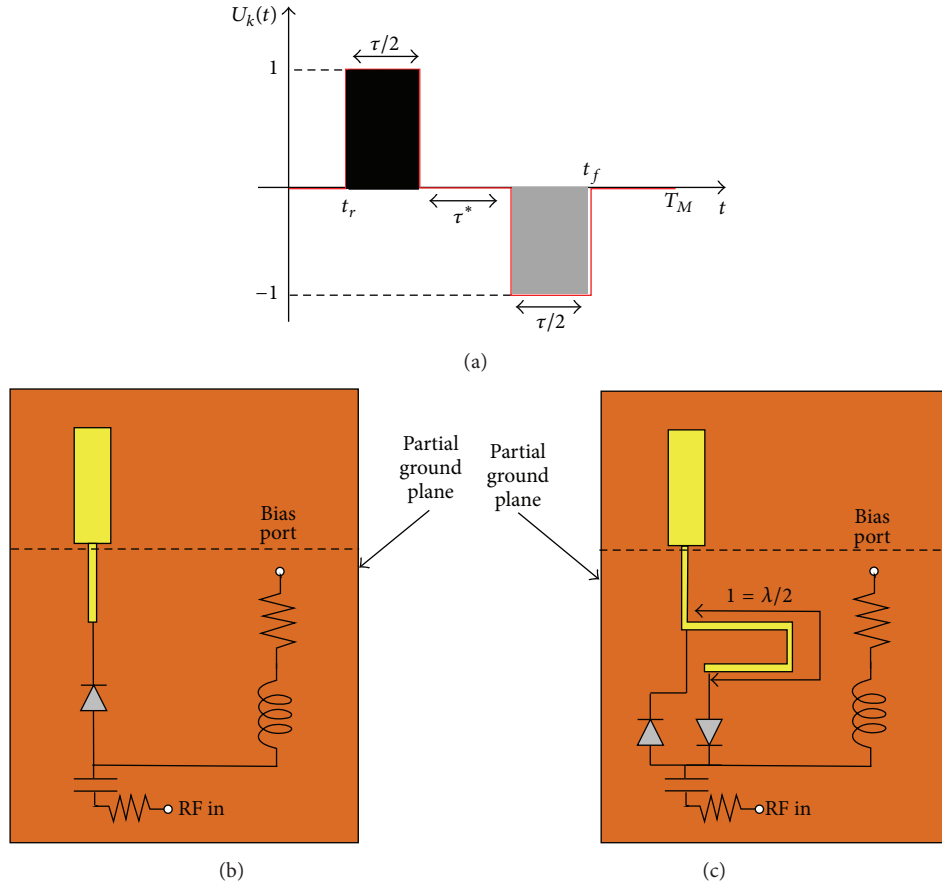 U_k(t)
τ/2
1
t_f
t_r
τ*
T_M
t
−1
τ/2
(a)
Partial
ground
plane
Partial
ground
plane
Bias
port
Bias
port
1 = λ/2
RF in
RF in
(b)
(c)